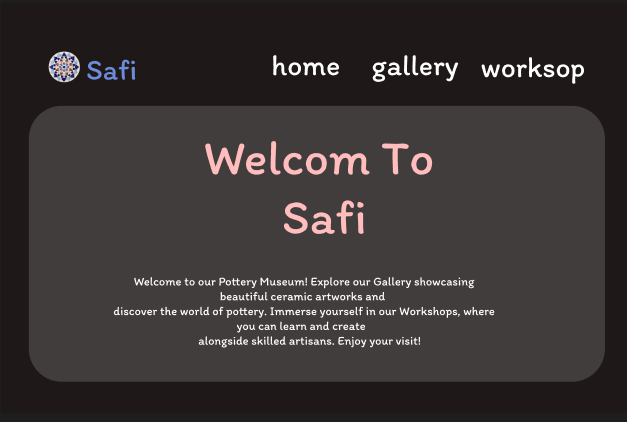 Safi
home gallery worksop
Welcom To
Safi
Welcome to our Pottery Museum! Explore our Gallery showcasing
beautiful ceramic artworks and
discover the world of pottery. Immerse yourself in our Workshops, where
you can learn and create
alongside skilled artisans. Enjoy your visit!